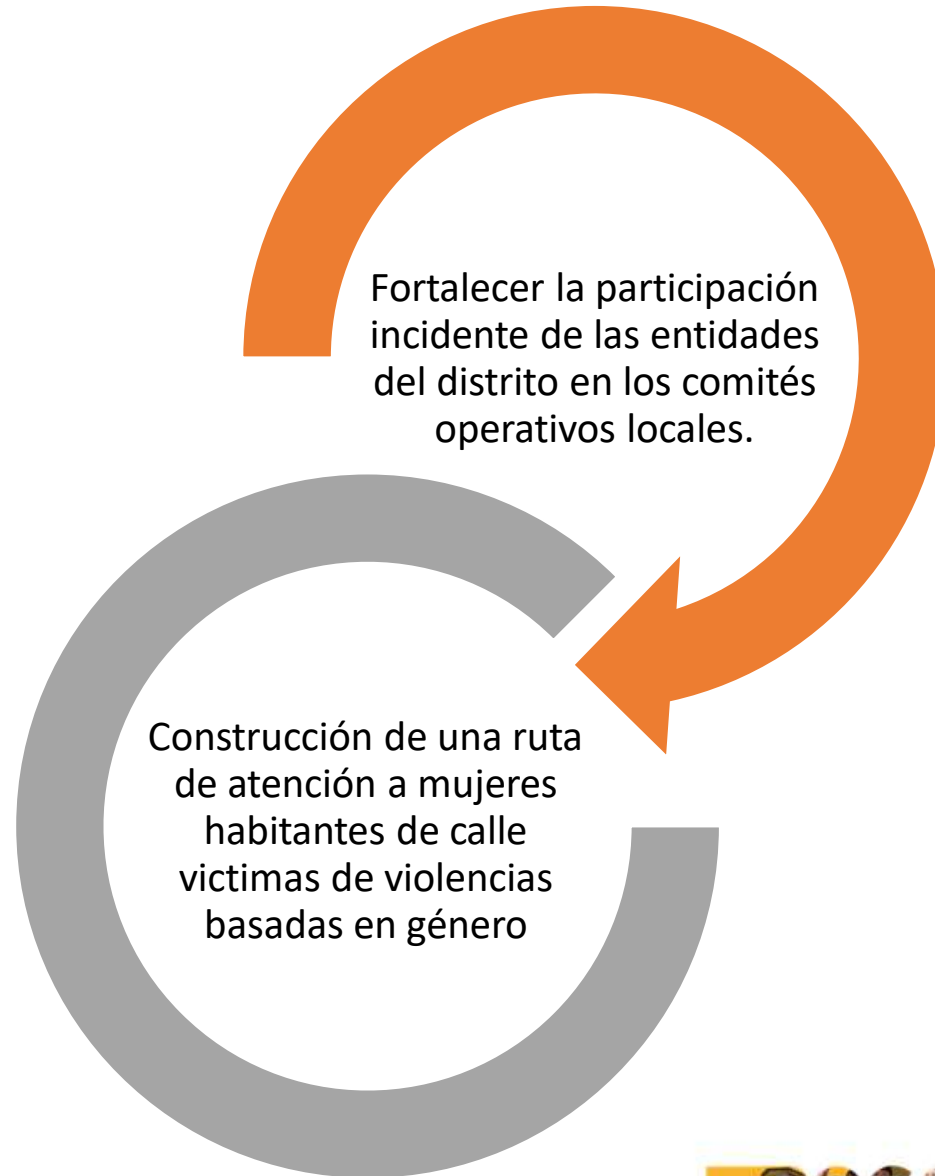 Fortalecer la participación
incidente de las entidades
del distrito en los comités
operativos locales.
Construcción de una ruta
de atención a mujeres
habitantes de calle
victimas de violencias
basadas en género